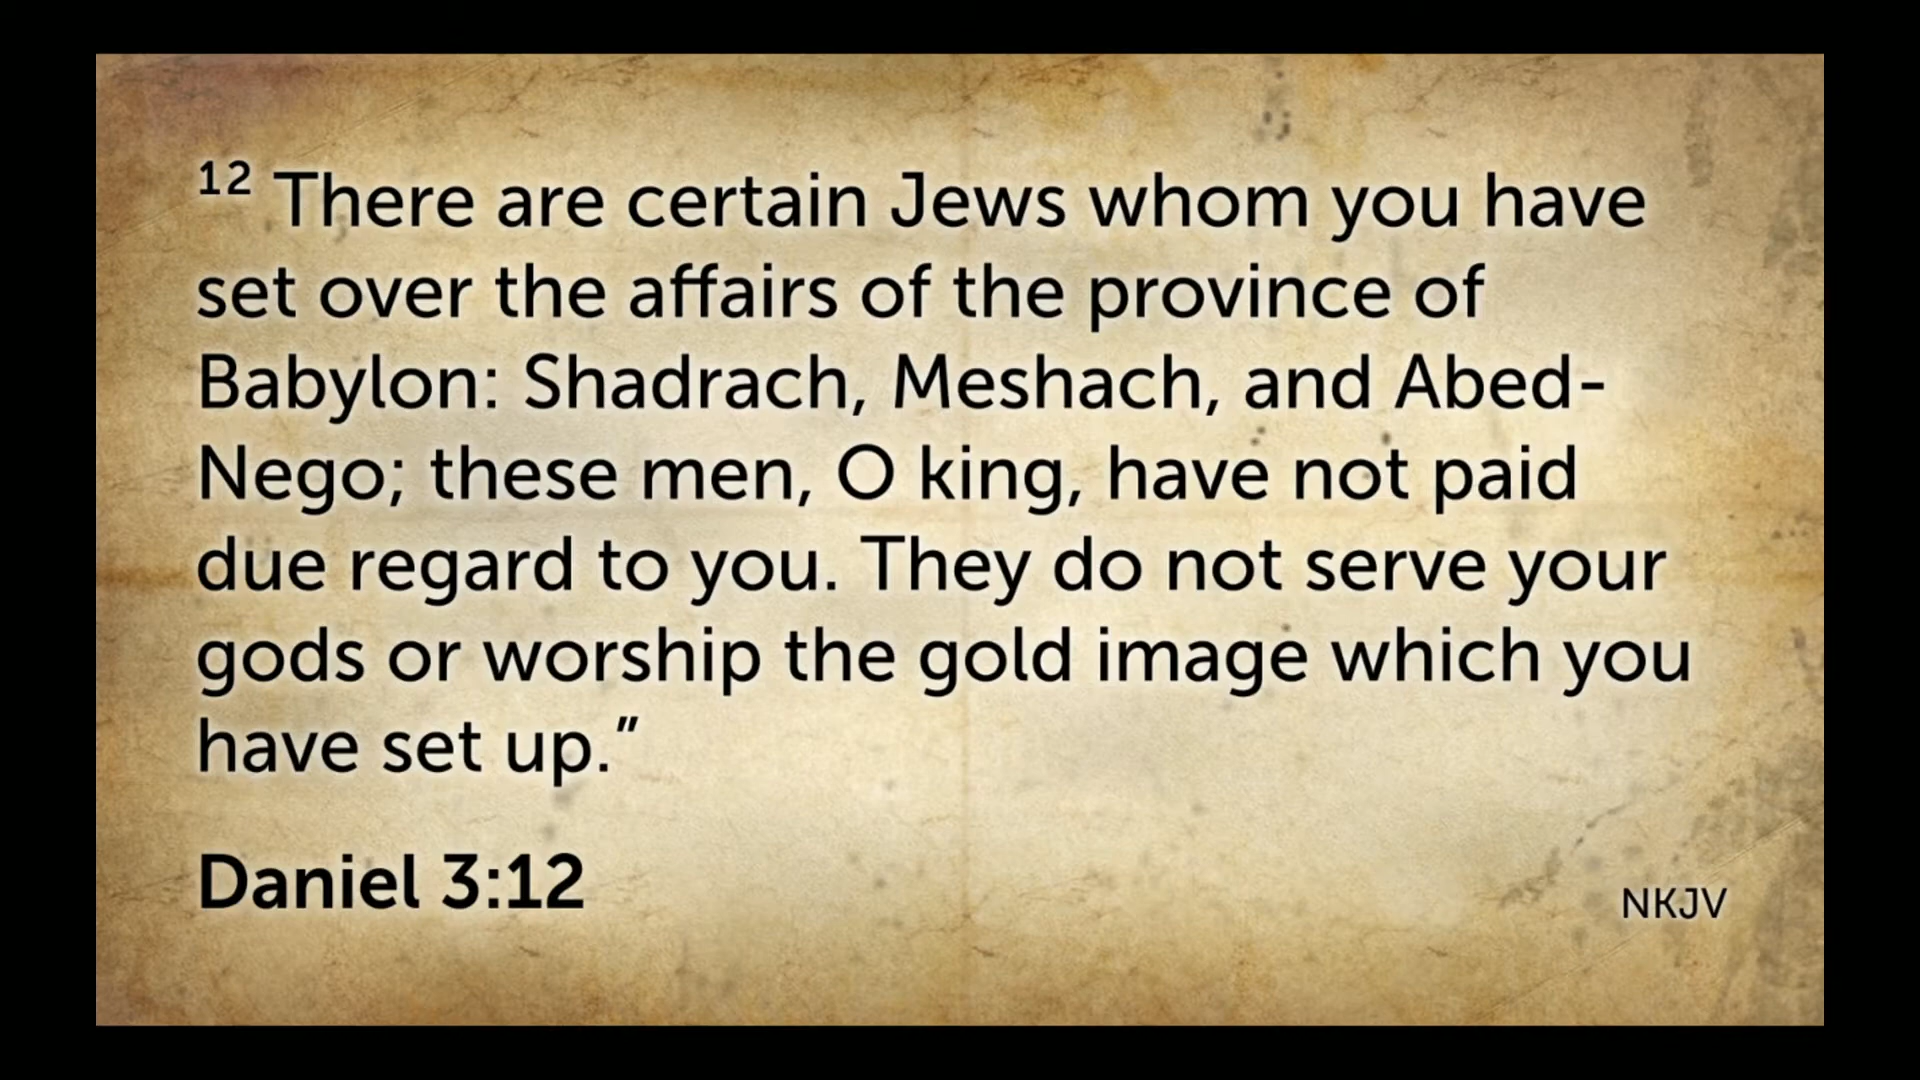 12 There are certain Jews whom you have
set over the affairs of the province of
Babylon: Shadrach, Meshach, and Abed-
Nego; these men, O king, have not paid
due regard to you. They do not serve your
gods or worship the gold image which you
have set up.”
Daniel 3:12
NKJV